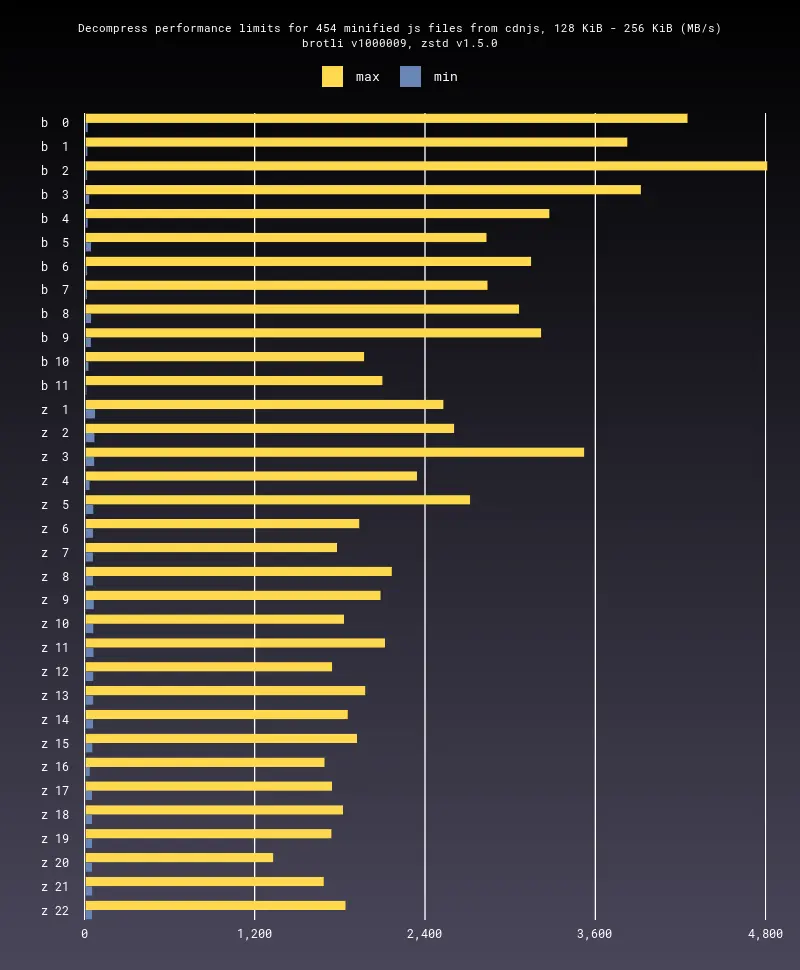 Decompress performance limits for 454 minified js files from cdnjs, 128 KiB - 256 KiB (MB/s)
brotli v1000009, zstd v1.5.0
max min
b 0
b 1
b 2
b 3
b 4
b 5
b 6
b 7
b 8
b 9
b 10
b 11
z 1
z 2
z 3
z 4
z 5
z 6
z 7
z 8
z 9
z 10
z 11
z 12
z 13
z 14
z 15
z 16
z 17
z 18
z 19
z 20
z 21
z 22
0 1,200 2,400 3,600 4,800